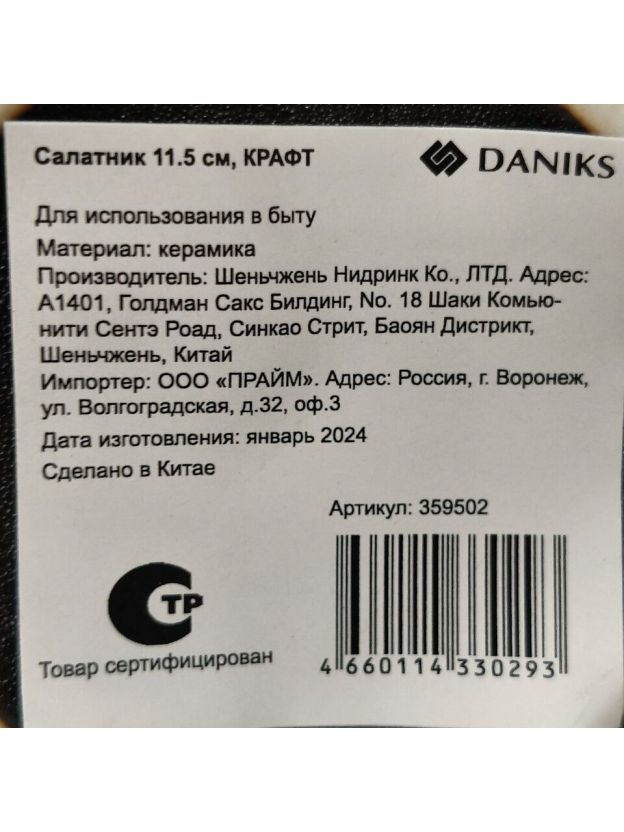 Салатник 11.5 см, КРАФТ
DANIKS
Для использования в быту
Материал: керамика
Производитель: Шеньчжень Нидринк Ко., ЛТД. Адрес:
А1401, Голдман Сакс Билдинг, No. 18 Шаки Комью-
нити Сентэ Роад, Синкао Стрит, Баоян Дистрикт,
Шеньчжень, Китай
Импортер: ООО «ПРАЙМ». Адрес: Россия, г. Воронеж,
ул. Волгоградская, д.32, оф.3
Дата изготовления: январь 2024
Сделано в Китае
Артикул: 359502
СТР
Товар сертифицирован
4 660114 330293